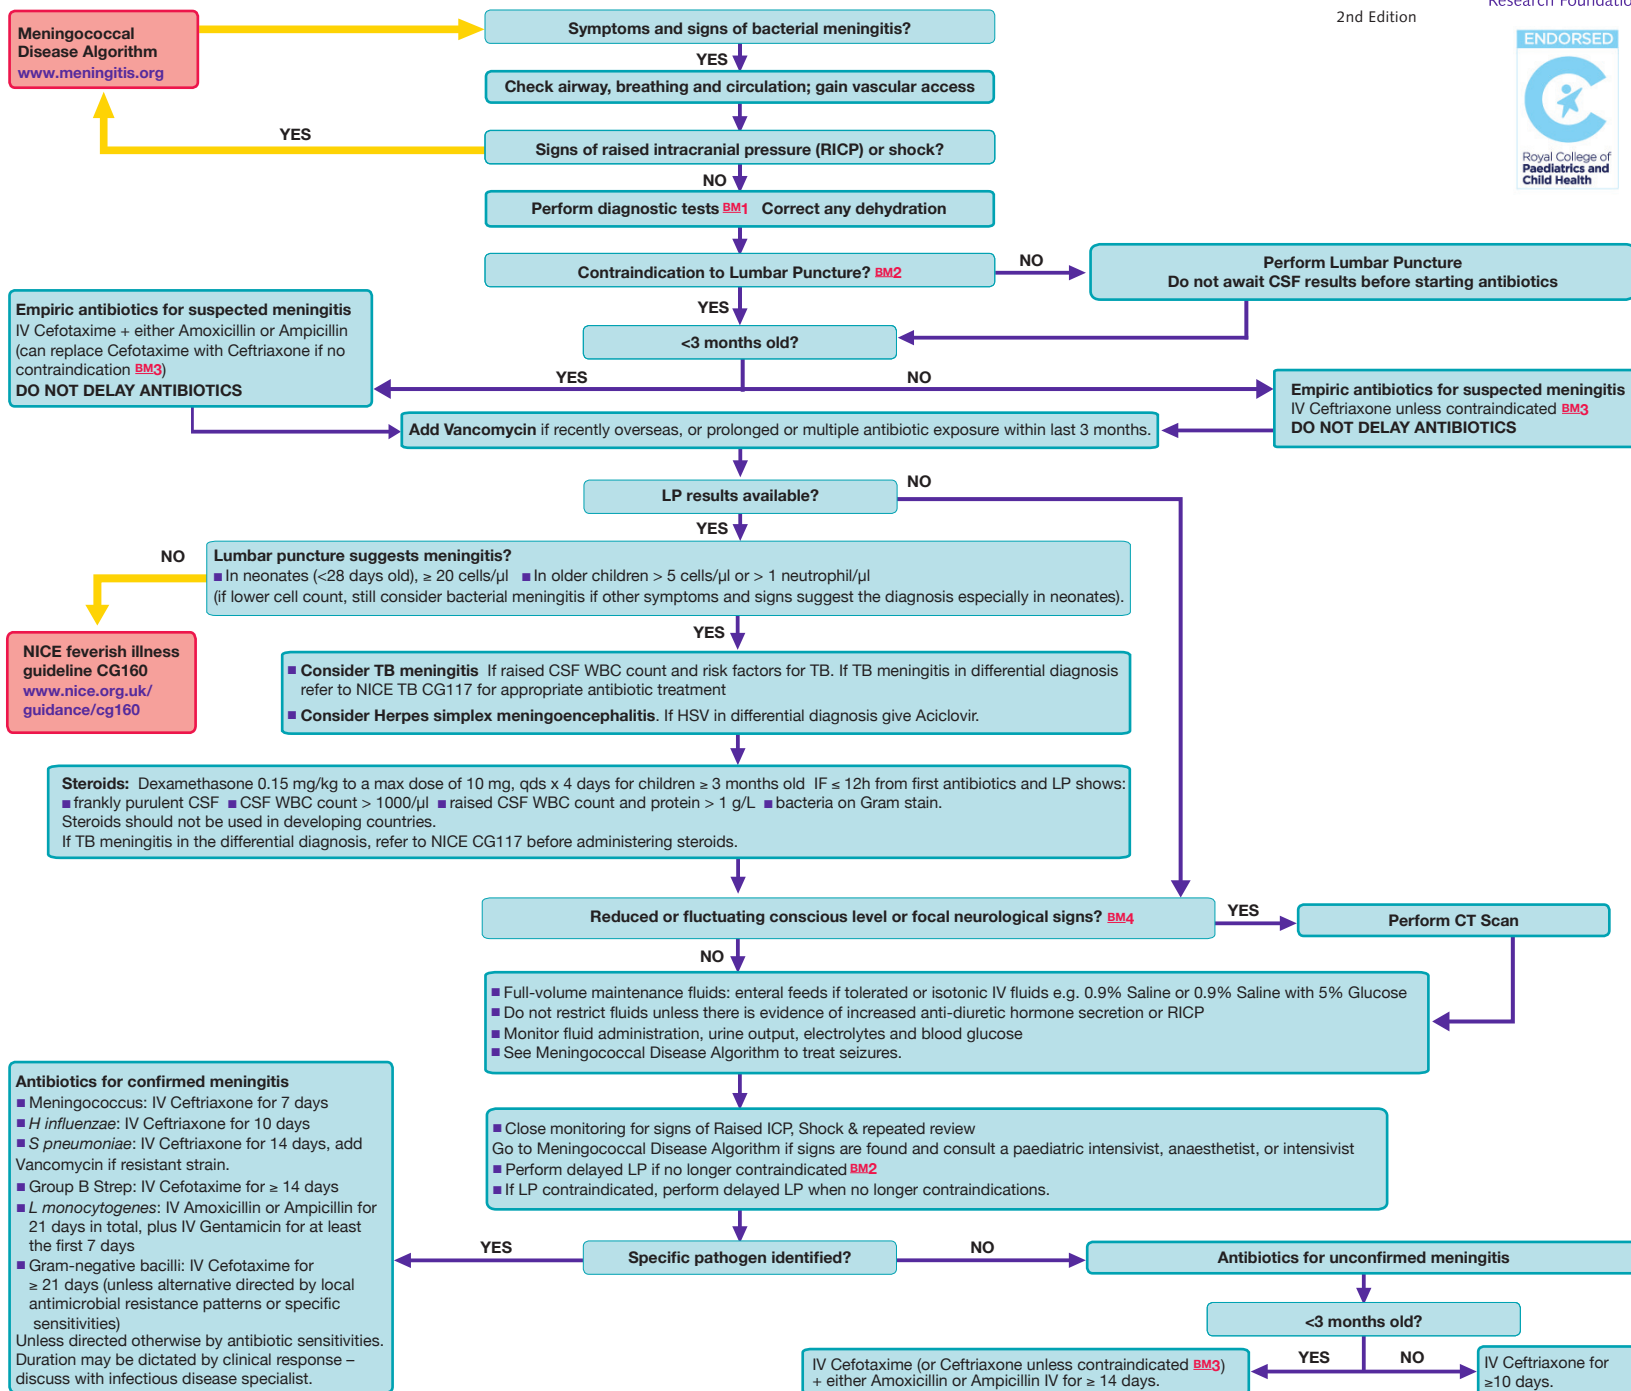 Research Foundation
2nd Edition
ENDORSED
Royal College of
Paediatrics and
Child Health
Meningococcal
Disease Algorithm
www.meningitis.org
Symptoms and signs of bacterial meningitis?
YES
Check airway, breathing and circulation; gain vascular access
YES
Signs of raised intracranial pressure (RICP) or shock?
NO
Perform diagnostic tests BM1 Correct any dehydration
Contraindication to Lumbar Puncture? BM2
NO
Perform Lumbar Puncture
Do not await CSF results before starting antibiotics
YES
<3 months old?
YES
NO
Empiric antibiotics for suspected meningitis
IV Cefotaxime + either Amoxicillin or Ampicillin
(can replace Cefotaxime with Ceftriaxone if no
contraindication BM3)
DO NOT DELAY ANTIBIOTICS
Empiric antibiotics for suspected meningitis
IV Ceftriaxone unless contraindicated BM3
DO NOT DELAY ANTIBIOTICS
Add Vancomycin if recently overseas, or prolonged or multiple antibiotic exposure within last 3 months.
LP results available?
NO
YES
NO
Lumbar puncture suggests meningitis?
■ In neonates (<28 days old), ≥ 20 cells/µl ■ In older children > 5 cells/µl or > 1 neutrophil/µl
(if lower cell count, still consider bacterial meningitis if other symptoms and signs suggest the diagnosis especially in neonates).
YES
NICE feverish illness
guideline CG160
www.nice.org.uk/
guidance/cg160
■ Consider TB meningitis If raised CSF WBC count and risk factors for TB. If TB meningitis in differential diagnosis
refer to NICE TB CG117 for appropriate antibiotic treatment
■ Consider Herpes simplex meningoencephalitis. If HSV in differential diagnosis give Aciclovir.
Steroids: Dexamethasone 0.15 mg/kg to a max dose of 10 mg, qds x 4 days for children ≥ 3 months old IF ≤ 12h from first antibiotics and LP shows:
■ frankly purulent CSF ■ CSF WBC count > 1000/µl ■ raised CSF WBC count and protein > 1 g/L ■ bacteria on Gram stain.
Steroids should not be used in developing countries.
If TB meningitis in the differential diagnosis, refer to NICE CG117 before administering steroids.
Reduced or fluctuating conscious level or focal neurological signs? BM4
YES
Perform CT Scan
NO
■ Full-volume maintenance fluids: enteral feeds if tolerated or isotonic IV fluids e.g. 0.9% Saline or 0.9% Saline with 5% Glucose
■ Do not restrict fluids unless there is evidence of increased anti-diuretic hormone secretion or RICP
■ Monitor fluid administration, urine output, electrolytes and blood glucose
■ See Meningococcal Disease Algorithm to treat seizures.
■ Close monitoring for signs of Raised ICP, Shock & repeated review
Go to Meningococcal Disease Algorithm if signs are found and consult a paediatric intensivist, anaesthetist, or intensivist
■ Perform delayed LP if no longer contraindicated BM2
■ If LP contraindicated, perform delayed LP when no longer contraindications.
Specific pathogen identified?
YES
NO
Antibiotics for confirmed meningitis
■ Meningococcus: IV Ceftriaxone for 7 days
■ H influenzae: IV Ceftriaxone for 10 days
■ S pneumoniae: IV Ceftriaxone for 14 days, add
Vancomycin if resistant strain.
■ Group B Strep: IV Cefotaxime for ≥ 14 days
■ L monocytogenes: IV Amoxicillin or Ampicillin for
21 days in total, plus IV Gentamicin for at least
the first 7 days
■ Gram-negative bacilli: IV Cefotaxime for
≥ 21 days (unless alternative directed by local
antimicrobial resistance patterns or specific
sensitivities)
Unless directed otherwise by antibiotic sensitivities.
Duration may be dictated by clinical response –
discuss with infectious disease specialist.
Antibiotics for unconfirmed meningitis
<3 months old?
YES
NO
IV Cefotaxime (or Ceftriaxone unless contraindicated BM3)
+ either Amoxicillin or Ampicillin IV for ≥ 14 days.
IV Ceftriaxone for
≥10 days.